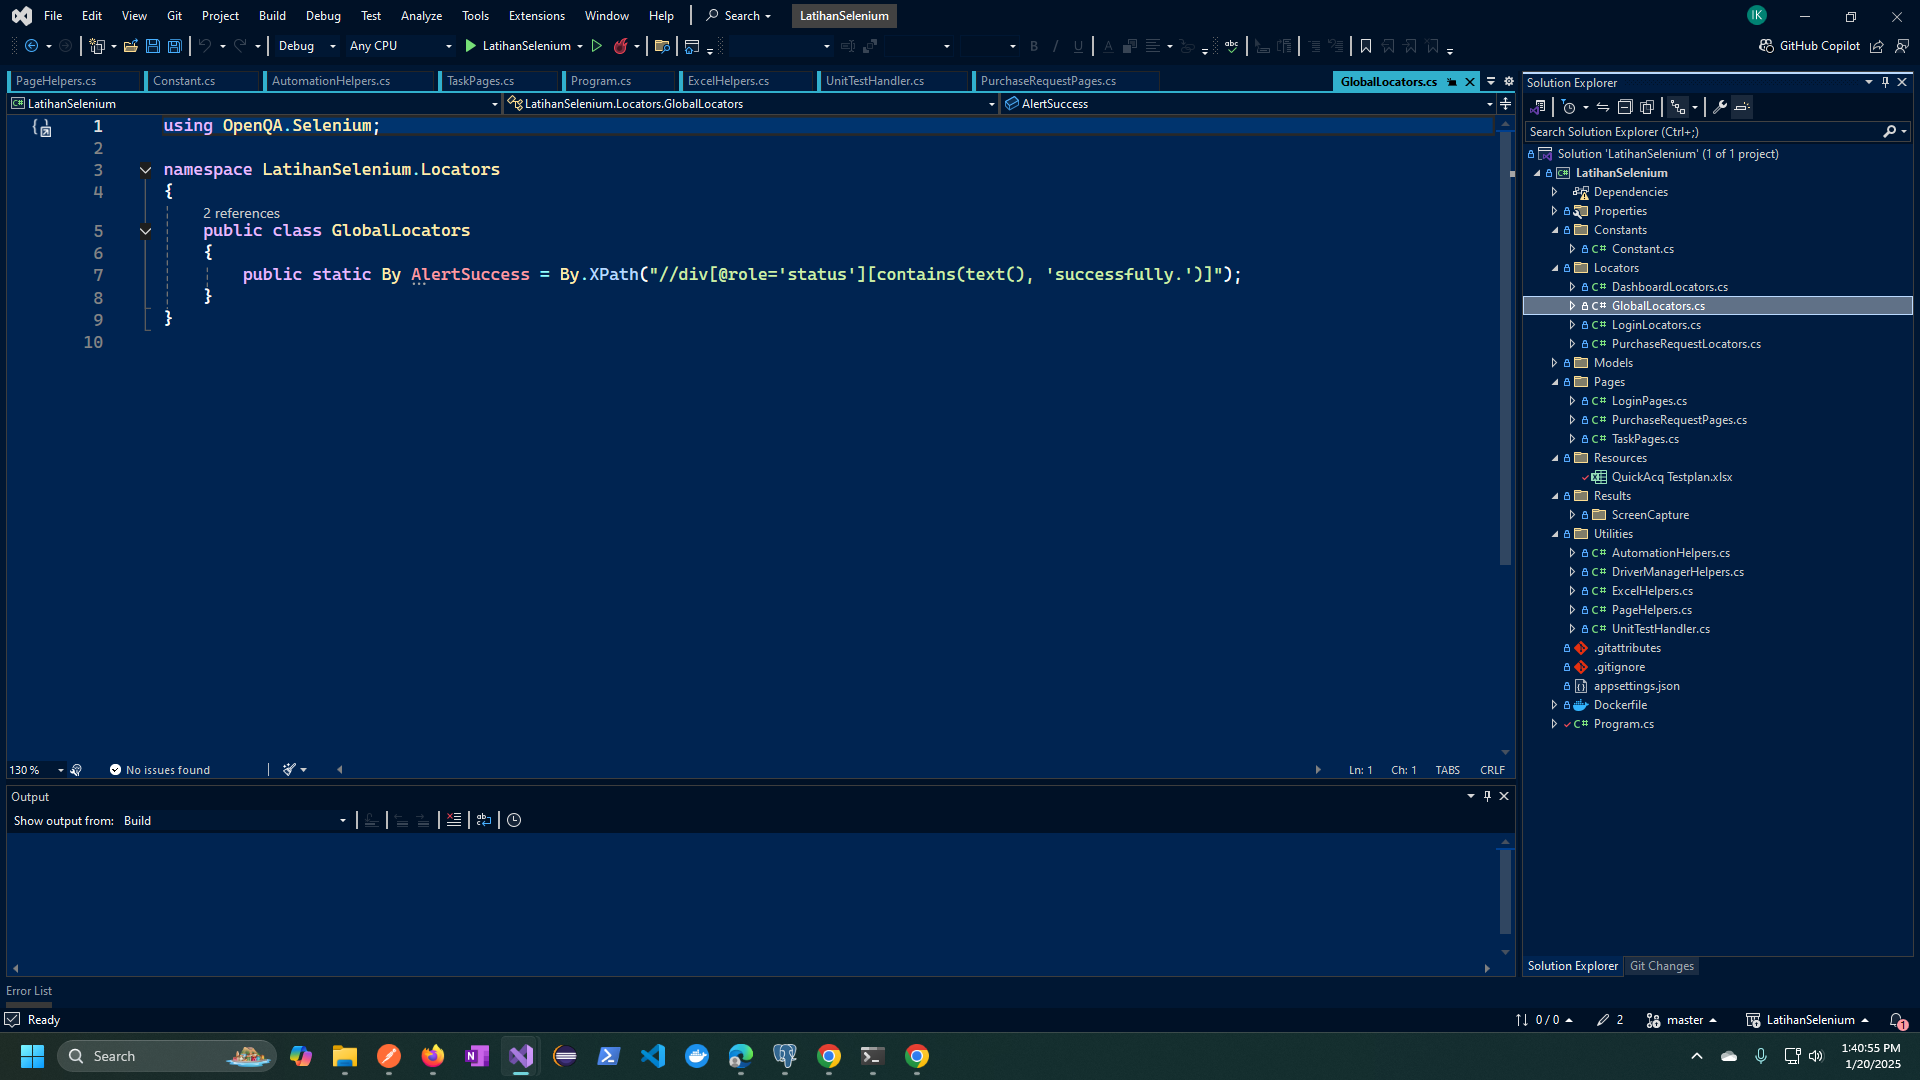 File Edit View Git Project Build Debug Test Analyze Tools Extensions Window Help Search LatihanSelenium IK
Debug Any CPU LatihanSelenium GitHub Copilot
PageHelpers.cs Constant.cs AutomationHelpers.cs TaskPages.cs Program.cs ExcelHelpers.cs UnitTestHandler.cs PurchaseRequestPages.cs GlobalLocators.cs
LatihanSelenium LatihanSelenium.Locators.GlobalLocators AlertSuccess
1 using OpenQA.Selenium;
2
3 namespace LatihanSelenium.Locators
4 {
2 references
5 public class GlobalLocators
6 {
7 public static By AlertSuccess = By.XPath("//div[@role='status'][contains(text(), 'successfully.')]");
8 }
9 }
10
130 % No issues found Ln: 1 Ch: 1 TABS CRLF
Output
Show output from: Build
Error List
Solution Explorer
Search Solution Explorer (Ctrl+;)
Solution 'LatihanSelenium' (1 of 1 project)
LatihanSelenium
Dependencies
Properties
Constants
C# Constant.cs
Locators
C# DashboardLocators.cs
C# GlobalLocators.cs
C# LoginLocators.cs
C# PurchaseRequestLocators.cs
Models
Pages
C# LoginPages.cs
C# PurchaseRequestPages.cs
C# TaskPages.cs
Resources
QuickAcq Testplan.xlsx
Results
ScreenCapture
Utilities
C# AutomationHelpers.cs
C# DriverManagerHelpers.cs
C# ExcelHelpers.cs
C# PageHelpers.cs
C# UnitTestHandler.cs
.gitattributes
.gitignore
appsettings.json
Dockerfile
C# Program.cs
Solution Explorer Git Changes
Ready 0 / 0 2 master LatihanSelenium 1
Search
1:40:55 PM
1/20/2025